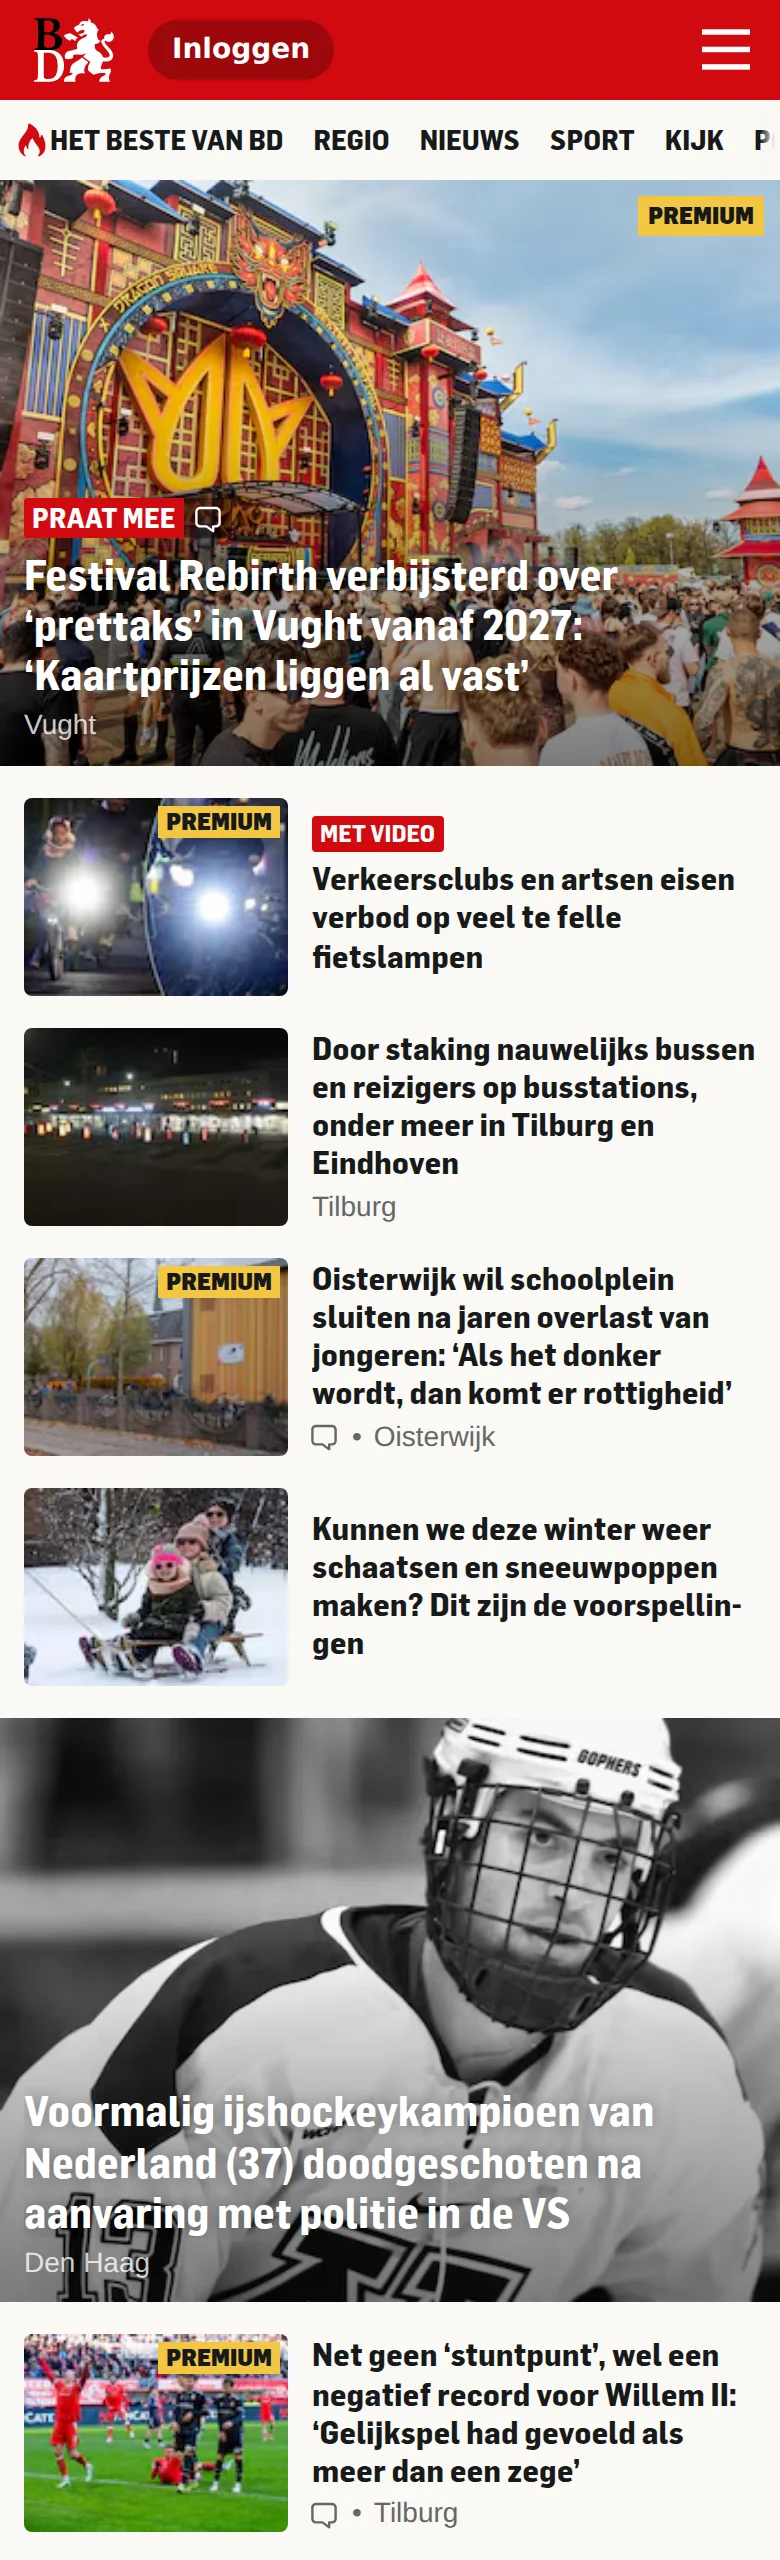 BD
Inloggen
HET BESTE VAN BD REGIO NIEUWS SPORT KIJK
PREMIUM
DRAGON SQUARE
PRAAT MEE
Festival Rebirth verbijsterd over
‘prettaks’ in Vught vanaf 2027:
‘Kaartprijzen liggen al vast’
Vught
PREMIUM
MET VIDEO
Verkeersclubs en artsen eisen
verbod op veel te felle
fietslampen
Door staking nauwelijks bussen
en reizigers op busstations,
onder meer in Tilburg en
Eindhoven
Tilburg
PREMIUM
Oisterwijk wil schoolplein
sluiten na jaren overlast van
jongeren: ‘Als het donker
wordt, dan komt er rottigheid’
• Oisterwijk
Kunnen we deze winter weer
schaatsen en sneeuwpoppen
maken? Dit zijn de voorspellin-
gen
GOPHERS
Voormalig ijshockeykampioen van
Nederland (37) doodgeschoten na
aanvaring met politie in de VS
Den Haag
13
PREMIUM
Net geen ‘stuntpunt’, wel een
negatief record voor Willem II:
‘Gelijkspel had gevoeld als
meer dan een zege’
• Tilburg